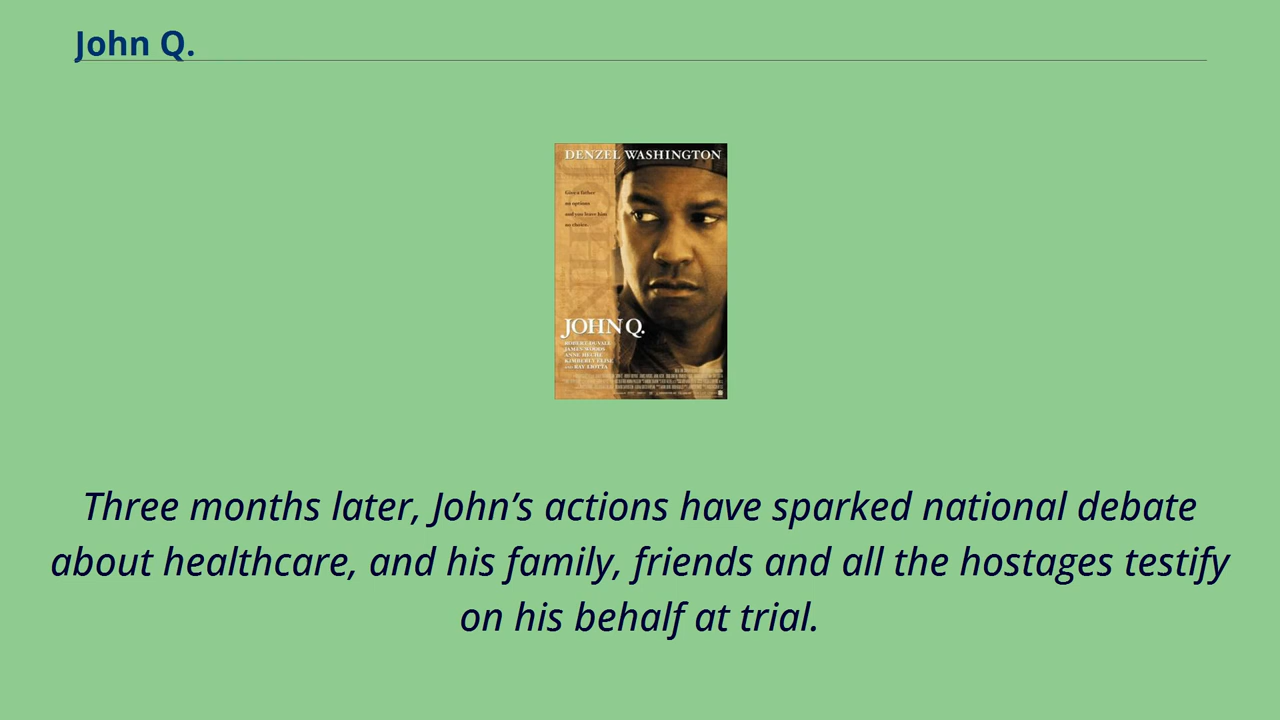 John Q.
DENZEL WASHINGTON
Give a father
no options
and you leave him
no choice.
JOHN Q.
ROBERT DUVALL
JAMES WOODS
ANNE HECHE
KIMBERLY ELISE
AND RAY LIOTTA
Three months later, John’s actions have sparked national debate
about healthcare, and his family, friends and all the hostages testify
on his behalf at trial.